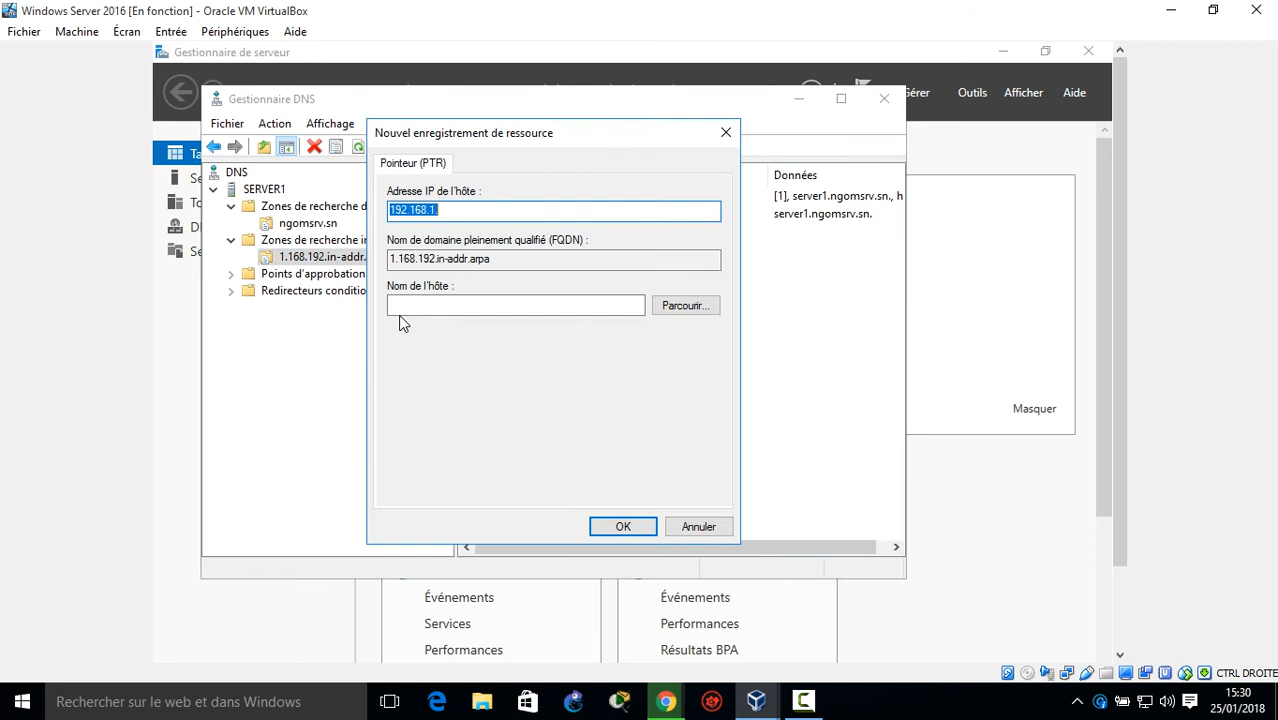 Windows Server 2016 [En fonction] - Oracle VM VirtualBox
Fichier Machine Écran Entrée Périphériques Aide
Gestionnaire de serveur
Gérer Outils Afficher Aide
Gestionnaire DNS
Fichier Action Affichage
DNS
SERVER1
Zones de recherche d
ngomsrv.sn
Zones de recherche in
1.168.192.in-addr.
Points d'approbation
Redirecteurs conditio
Données
[1], server1.ngomsrv.sn., h
server1.ngomsrv.sn.
Nouvel enregistrement de ressource
Pointeur (PTR)
Adresse IP de l'hôte :
192.168.1.
Nom de domaine pleinement qualifié (FQDN) :
1.168.192.in-addr.arpa
Nom de l'hôte :
Parcourir...
OK Annuler
Masquer
Événements Événements
Services Performances
Performances Résultats BPA
CTRL DROITE
Rechercher sur le web et dans Windows
15:30
25/01/2018